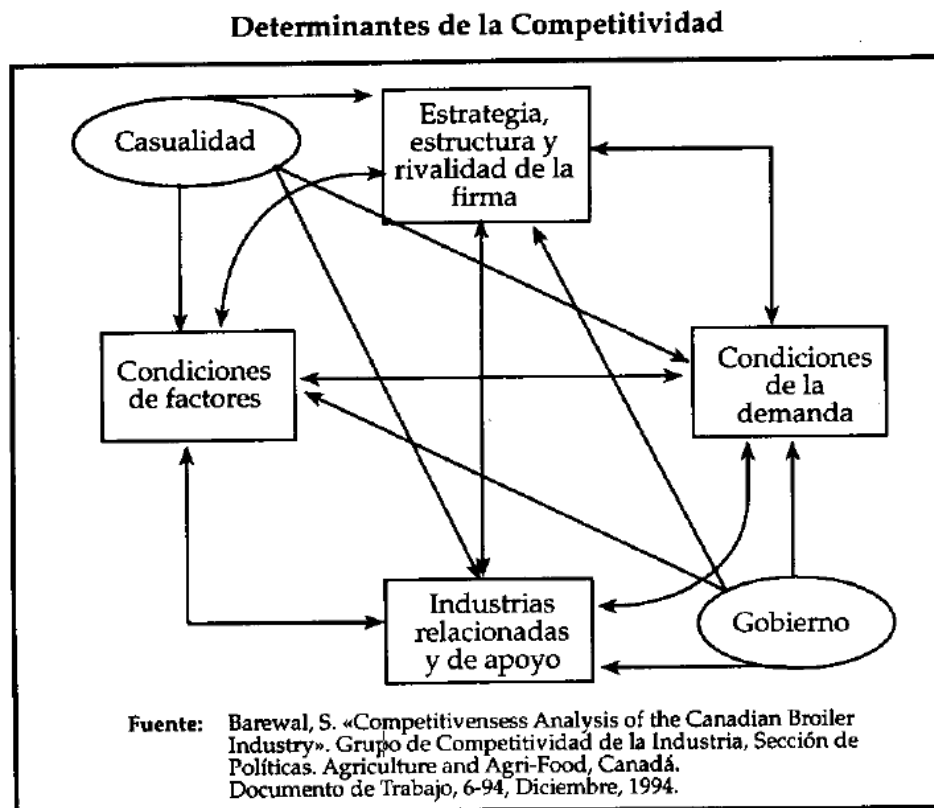 Determinantes de la Competitividad
Casualidad
Estrategia,
estructura y
rivalidad de la
firma
Condiciones
de factores
Condiciones
de la
demanda
Industrias
relacionadas
y de apoyo
Gobierno
Fuente: Barewal, S. «Competitivensess Analysis of the Canadian Broiler
Industry». Grupo de Competitividad de la Industria, Sección de
Políticas. Agriculture and Agri-Food, Canadá.
Documento de Trabajo, 6-94, Diciembre, 1994.